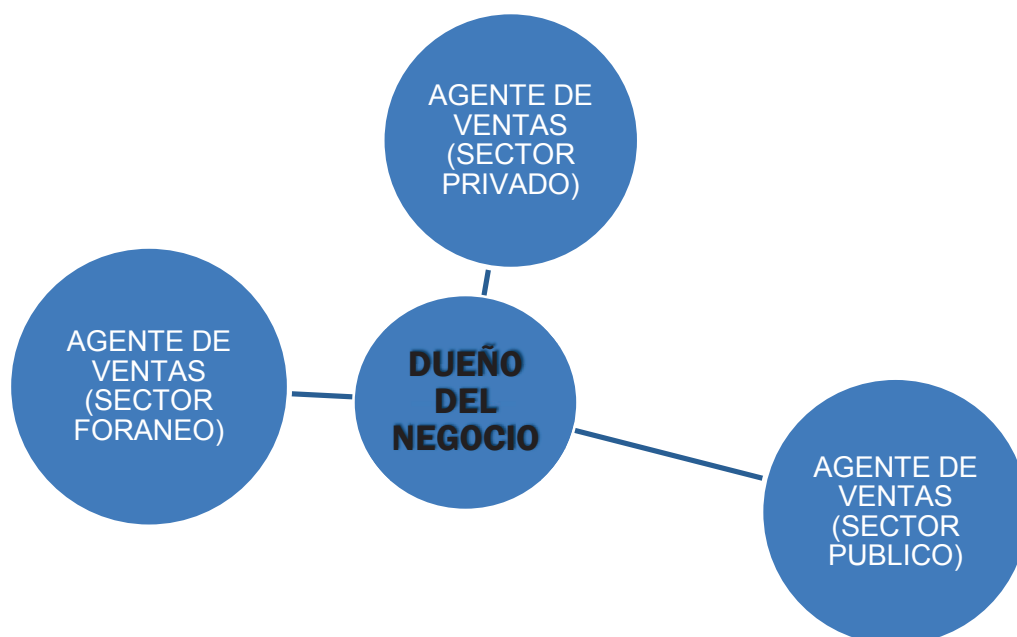 AGENTE DE
VENTAS
(SECTOR
PRIVADO)
AGENTE DE
VENTAS
(SECTOR
FORANEO)
DUEÑO
DEL
NEGOCIO
AGENTE DE
VENTAS
(SECTOR
PUBLICO)